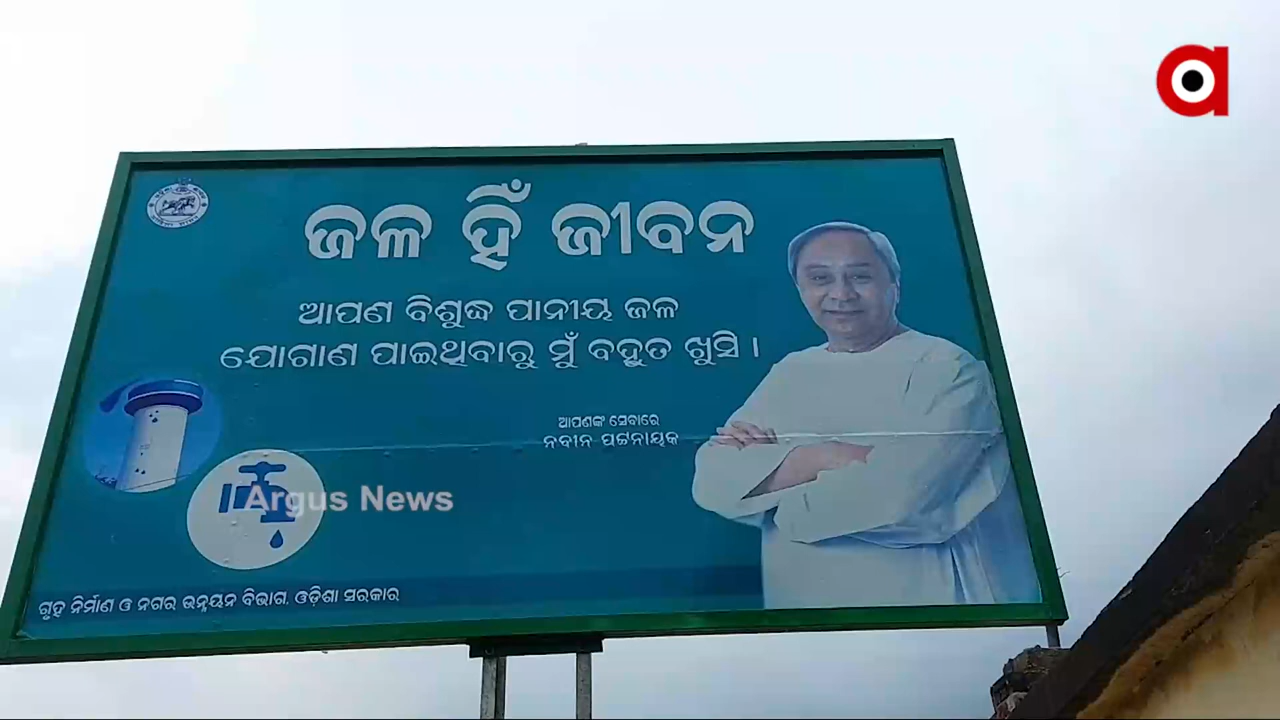 ଜଳ ହିଁ ଜୀବନ
ଆପଣ ବିଶୁଦ୍ଧ ପାନୀୟ ଜଳ
ଯୋଗାଣ ପାଇଥିବାରୁ ମୁଁ ବହୁତ ଖୁସି ।
ଆପଣଙ୍କ ସେବାରେ
ନବୀନ ପଟ୍ଟନାୟକ
Argus News
ଗୃହ ନିର୍ମାଣ ଓ ନଗର ଉନ୍ନୟନ ବିଭାଗ, ଓଡ଼ିଶା ସରକାର